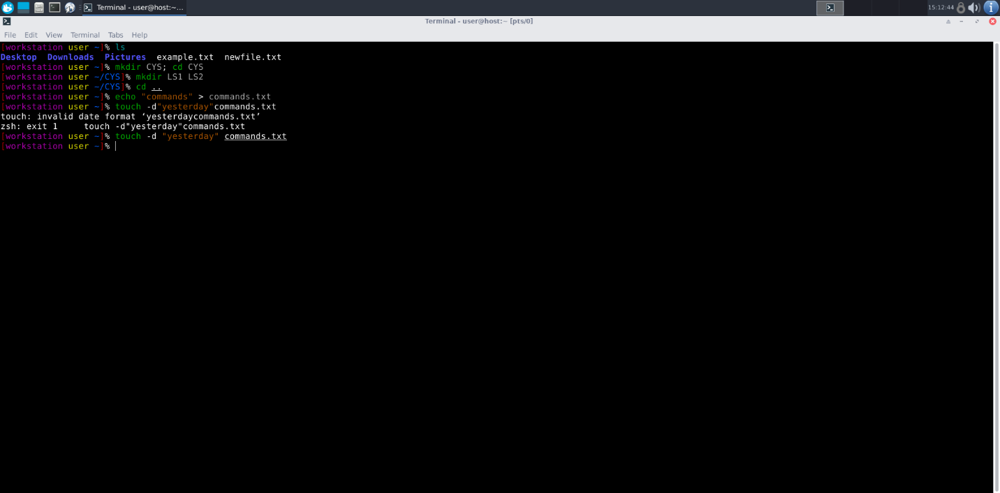 Terminal - user@host:~... 15:12:44
Terminal - user@host:~ [pts/0]
File Edit View Terminal Tabs Help
[workstation user ~]% ls
Desktop  Downloads  Pictures  example.txt  newfile.txt
[workstation user ~]% mkdir CYS; cd CYS
[workstation user ~/CYS]% mkdir LS1 LS2
[workstation user ~/CYS]% cd ..
[workstation user ~]% echo "commands" > commands.txt
[workstation user ~]% touch -d"yesterday"commands.txt
touch: invalid date format ‘yesterdaycommands.txt’
zsh: exit 1     touch -d"yesterday"commands.txt
[workstation user ~]% touch -d "yesterday" commands.txt
[workstation user ~]%